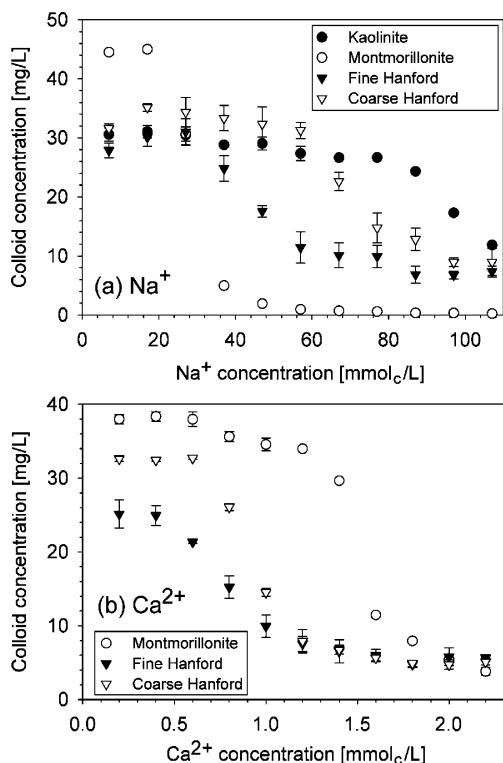 50
40
30
20
10
0
Colloid concentration [mg/L]
Kaolinite
Montmorillonite
Fine Hanford
Coarse Hanford
(a) Na⁺
0 20 40 60 80 100
Na⁺ concentration [mmol_c/L]
40
30
20
10
0
Colloid concentration [mg/L]
(b) Ca²⁺
Montmorillonite
Fine Hanford
Coarse Hanford
0.0 0.5 1.0 1.5 2.0
Ca²⁺ concentration [mmol_c/L]